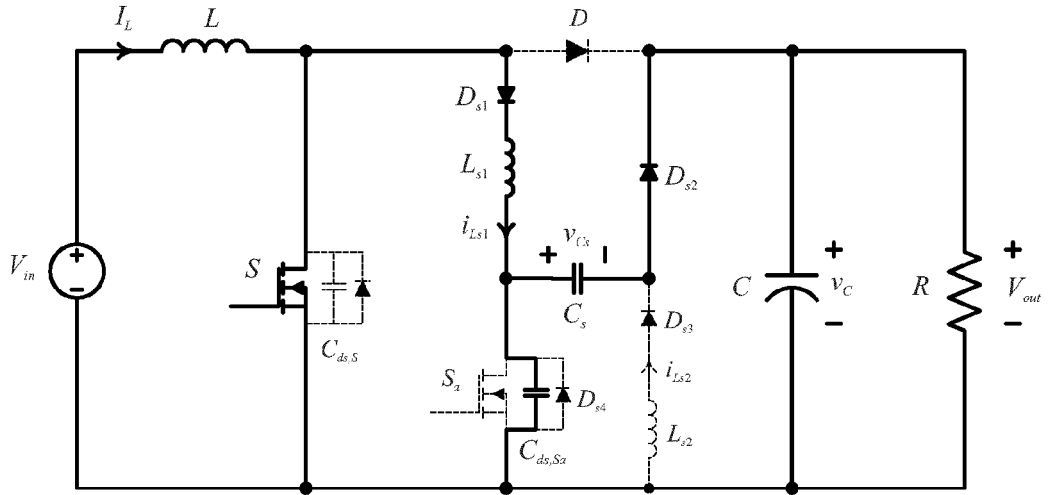 I_L L D
D_s1
L_s1 D_s2
i_Ls1 v_Cs
+ −
V_in + − S C_s C + v_C − R + V_out −
C_ds,S D_s3
S_a D_s4 i_Ls2
L_s2
C_ds,Sa